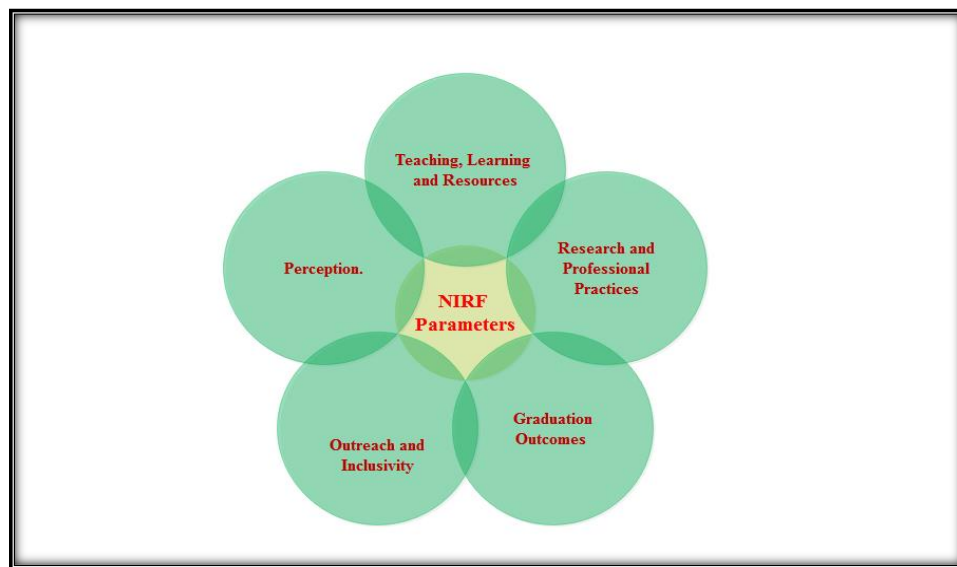 Teaching, Learning
and Resources
Research and
Professional
Practices
Graduation
Outcomes
Outreach and
Inclusivity
Perception.
NIRF
Parameters